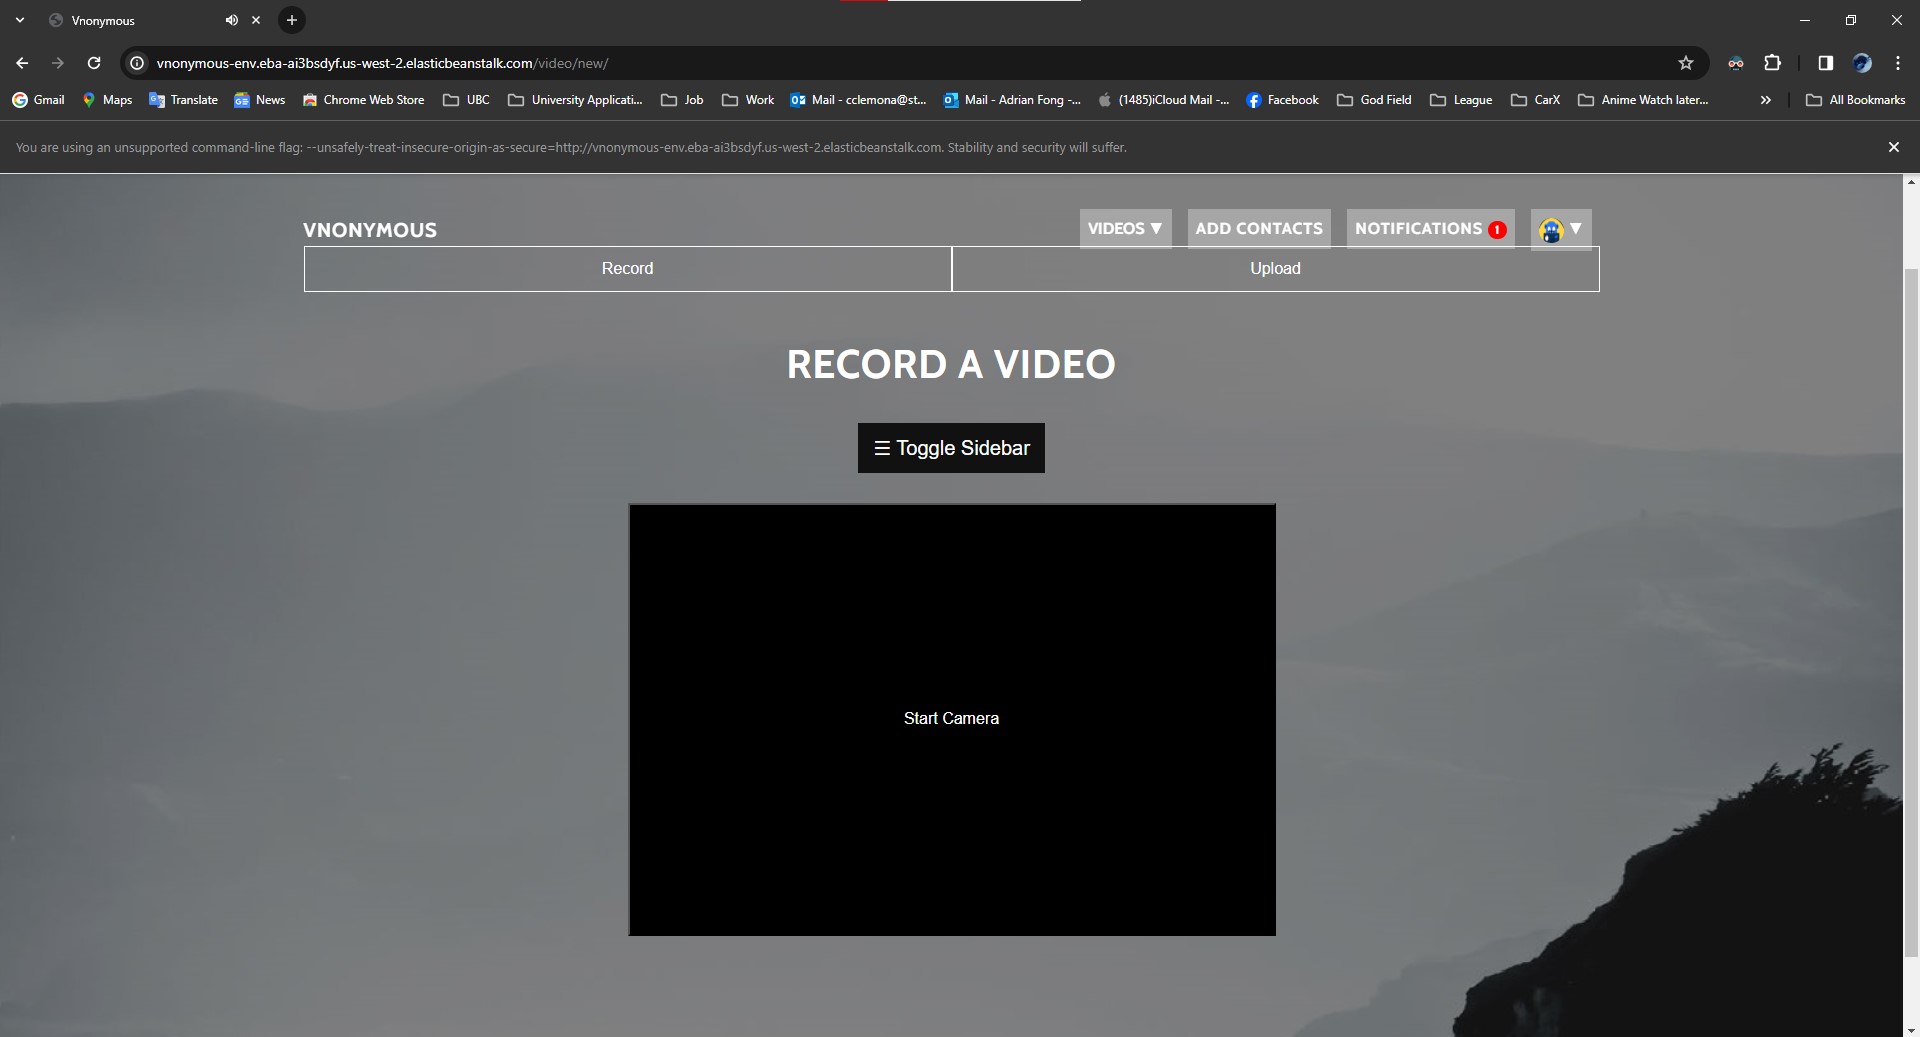 Vnonymous
vnonymous-env.eba-ai3bsdyf.us-west-2.elasticbeanstalk.com/video/new/
Gmail Maps Translate News Chrome Web Store UBC University Applicati... Job Work Mail - cclemona@st... Mail - Adrian Fong -... (1485)iCloud Mail -... Facebook God Field League CarX Anime Watch later... » All Bookmarks
You are using an unsupported command-line flag: --unsafely-treat-insecure-origin-as-secure=http://vnonymous-env.eba-ai3bsdyf.us-west-2.elasticbeanstalk.com. Stability and security will suffer.
VNONYMOUS VIDEOS ▼ ADD CONTACTS NOTIFICATIONS 1 ▼
Record Upload
RECORD A VIDEO
☰ Toggle Sidebar
Start Camera